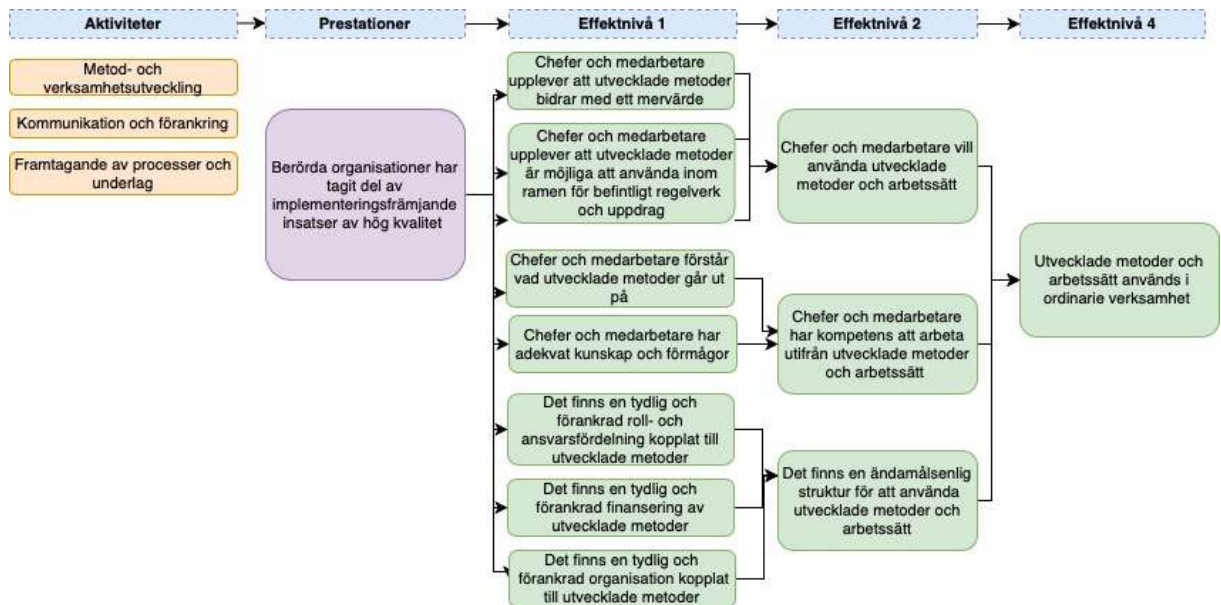 Aktiviteter
Prestationer
Effektnivå 1
Effektnivå 2
Effektnivå 4
Metod- och
verksamhetsutveckling
Kommunikation och förankring
Framtagande av processer och
underlag
Berörda organisationer har
tagit del av
implementeringsfrämjande
insatser av hög kvalitet
Chefer och medarbetare
upplever att utvecklade metoder
bidrar med ett mervärde
Chefer och medarbetare
upplever att utvecklade metoder
är möjliga att använda inom
ramen för befintligt regelverk
och uppdrag
Chefer och medarbetare förstår
vad utvecklade metoder går ut
på
Chefer och medarbetare har
adekvat kunskap och förmågor
Det finns en tydlig och
förankrad roll- och
ansvarsfördelning kopplat till
utvecklade metoder
Det finns en tydlig och
förankrad finansering av
utvecklade metoder
Det finns en tydlig och
förankrad organisation kopplat
till utvecklade metoder
Chefer och medarbetare vill
använda utvecklade
metoder och arbetssätt
Chefer och medarbetare
har kompetens att arbeta
utifrån utvecklade metoder
och arbetssätt
Det finns en ändamålsenlig
struktur för att använda
utvecklade metoder och
arbetssätt
Utvecklade metoder och
arbetssätt används i
ordinarie verksamhet